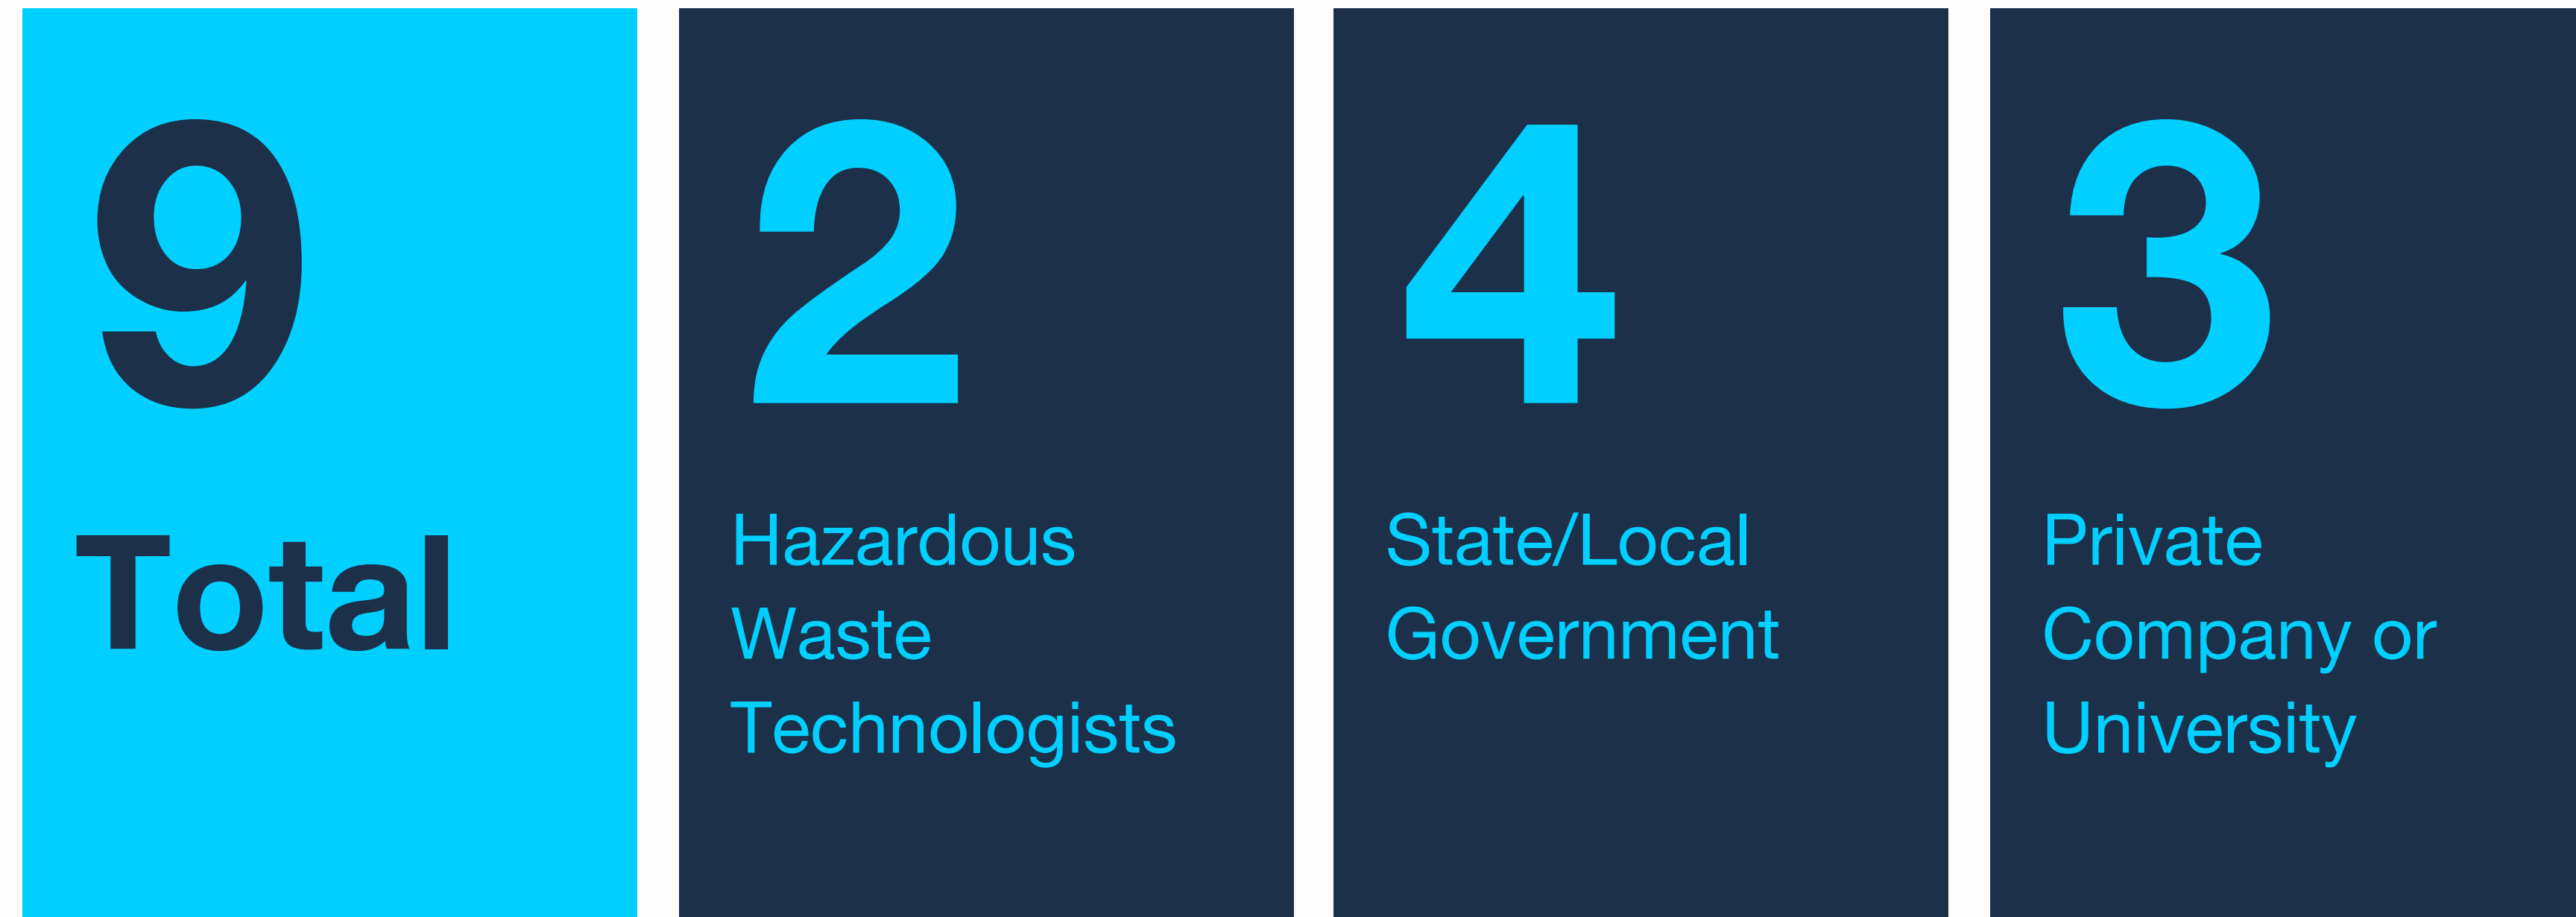 9
Total
2
Hazardous
Waste
Technologists
4
State/Local
Government
3
Private
Company or
University